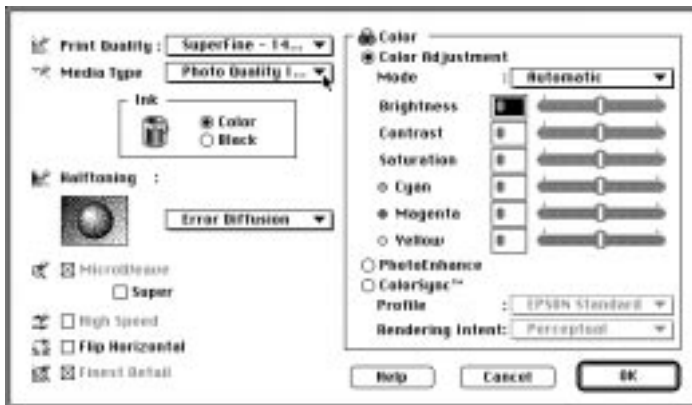 Print Quality : SuperFine - 14...
Media Type Photo Quality I...
Ink
Color
Black
Halftoning :
Error Diffusion
MicroWeave
Super
High Speed
Flip Horizontal
Finest Detail
Color
Color Adjustment
Mode : Automatic
Brightness 0
Contrast 0
Saturation 0
Cyan 0
Magenta 0
Yellow 0
PhotoEnhance
ColorSync™
Profile : EPSON Standard
Rendering Intent: Perceptual
Help
Cancel
OK